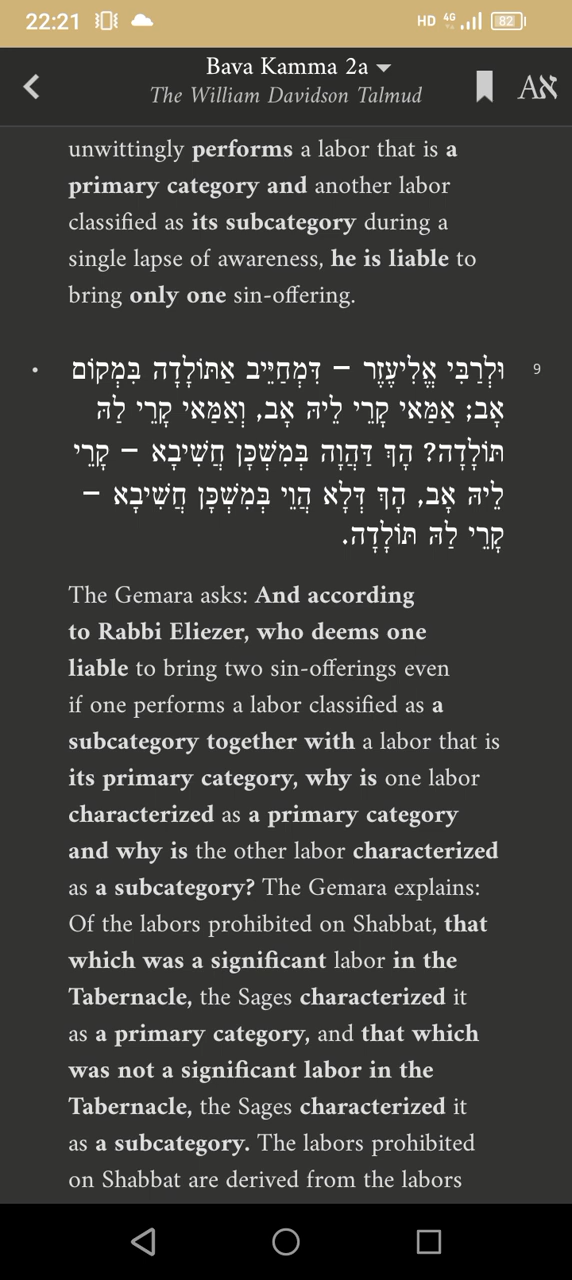 22:21
HD 4G 82
Bava Kamma 2a
The William Davidson Talmud
Aא
unwittingly performs a labor that is a
primary category and another labor
classified as its subcategory during a
single lapse of awareness, he is liable to
bring only one sin-offering.
9
וּלְרַבִּי אֱלִיעֶזֶר – דִּמְחַיֵּיב אַתּוֹלָדָה בִּמְקוֹם
אָב; אַמַּאי קָרֵי לֵיהּ אָב, וְאַמַּאי קָרֵי לַהּ
תּוֹלָדָה? הָךְ דַּהֲוָה בְּמִשְׁכָּן חֲשִׁיבָא – קָרֵי
לֵיהּ אָב, הָךְ דְּלָא הֲוֵי בְּמִשְׁכָּן חֲשִׁיבָא –
קָרֵי לַהּ תּוֹלָדָה.
The Gemara asks: And according
to Rabbi Eliezer, who deems one
liable to bring two sin-offerings even
if one performs a labor classified as a
subcategory together with a labor that is
its primary category, why is one labor
characterized as a primary category
and why is the other labor characterized
as a subcategory? The Gemara explains:
Of the labors prohibited on Shabbat, that
which was a significant labor in the
Tabernacle, the Sages characterized it
as a primary category, and that which
was not a significant labor in the
Tabernacle, the Sages characterized it
as a subcategory. The labors prohibited
on Shabbat are derived from the labors